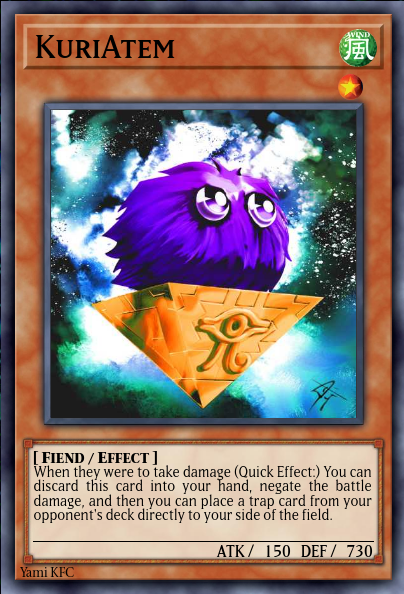 KuriAtem
WIND
風
[ Fiend / Effect ]
When they were to take damage (Quick Effect:) You can
discard this card into your hand, negate the battle
damage, and then you can place a trap card from your
opponent's deck directly to your side of the field.
ATK / 150 DEF / 730
Yami KFC